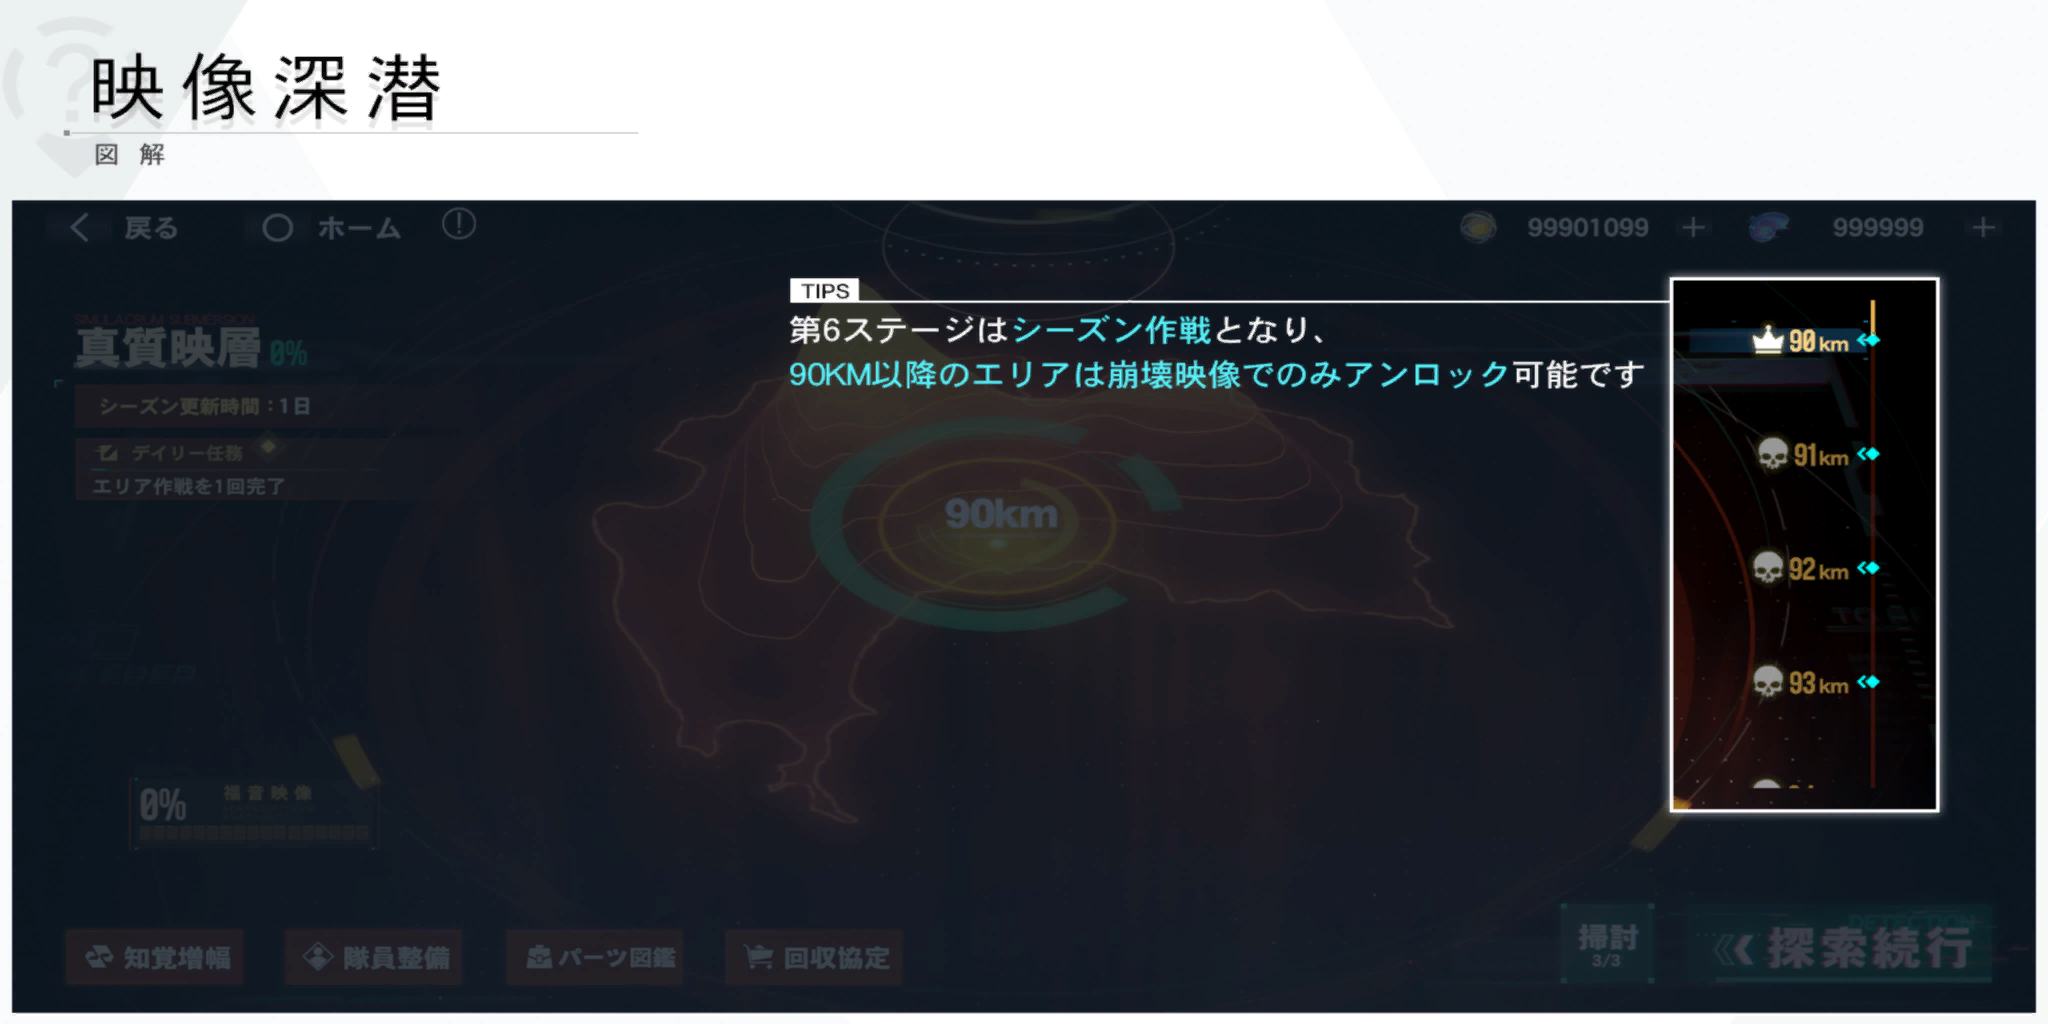 映像深潜
図解
戻る
ホーム
99901099
999999
TIPS
第6ステージはシーズン作戦となり、
90KM以降のエリアは崩壊映像でのみアンロック可能です
SIMULACRUM SUBMERSION
真質映層 0%
シーズン更新時間：1日
デイリー任務
エリア作戦を1回完了
90km
90km
91km
92km
93km
0%
福音映像
知覚増幅
隊員整備
パーツ図鑑
回収協定
掃討
3/3
DETECTION
探索続行